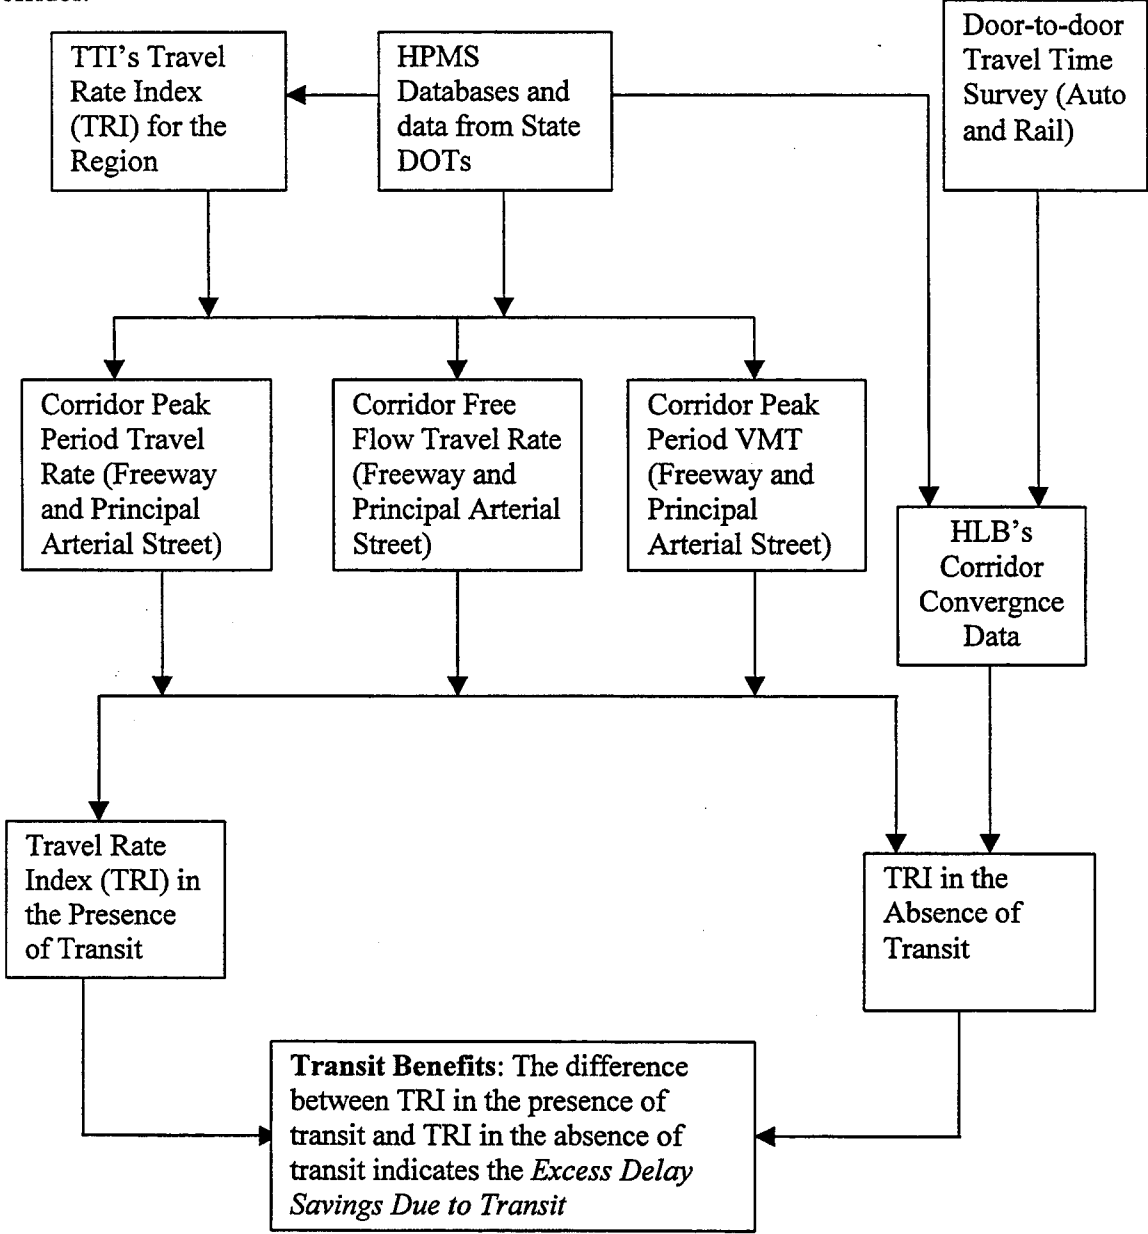 TTI's Travel
Rate Index
(TRI) for the
Region
HPMS
Databases and
data from State
DOTs
Door-to-door
Travel Time
Survey (Auto
and Rail)
Corridor Peak
Period Travel
Rate (Freeway
and Principal
Arterial Street)
Corridor Free
Flow Travel Rate
(Freeway and
Principal Arterial
Street)
Corridor Peak
Period VMT
(Freeway and
Principal
Arterial Street)
HLB's
Corridor
Convergnce
Data
Travel Rate
Index (TRI) in
the Presence
of Transit
TRI in the
Absence of
Transit
Transit Benefits: The difference
between TRI in the presence of
transit and TRI in the absence of
transit indicates the Excess Delay
Savings Due to Transit